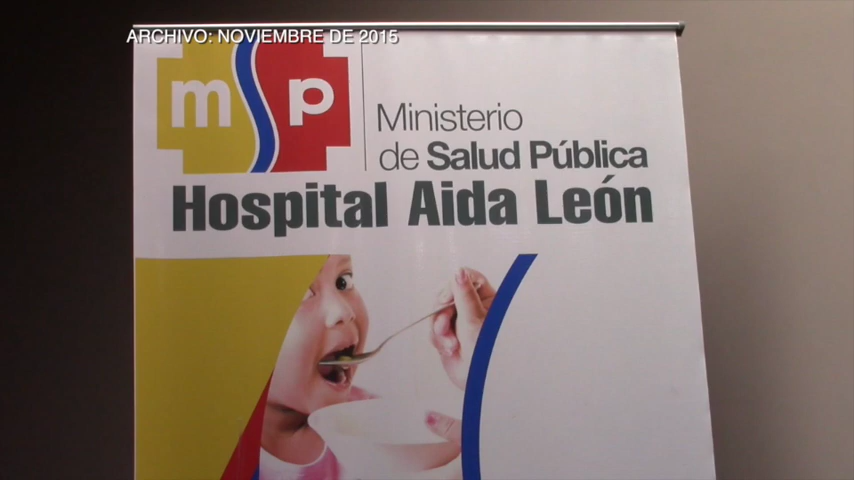 ARCHIVO: NOVIEMBRE DE 2015
msp
Ministerio
de Salud Pública
Hospital Aida León